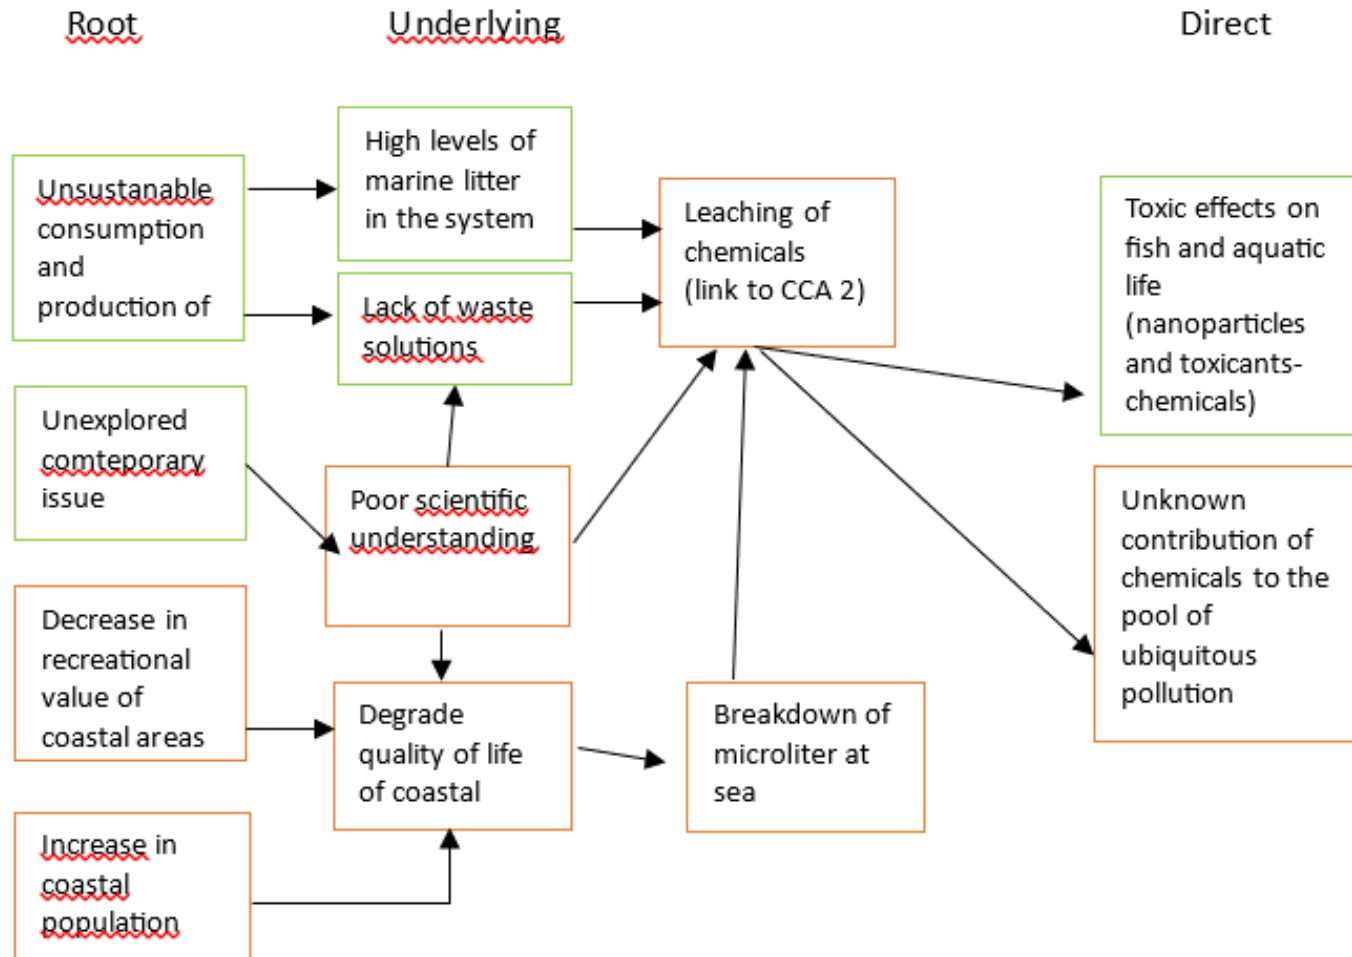 Root
Underlying
Direct
Unsustanable
consumption
and
production of
High levels of
marine litter
in the system
Lack of waste
solutions
Leaching of
chemicals
(link to CCA 2)
Toxic effects on
fish and aquatic
life
(nanoparticles
and toxicants-
chemicals)
Unexplored
comteporary
issue
Poor scientific
understanding
Unknown
contribution of
chemicals to the
pool of
ubiquitous
pollution
Decrease in
recreational
value of
coastal areas
Degrade
quality of life
of coastal
Breakdown of
microliter at
sea
Increase in
coastal
population